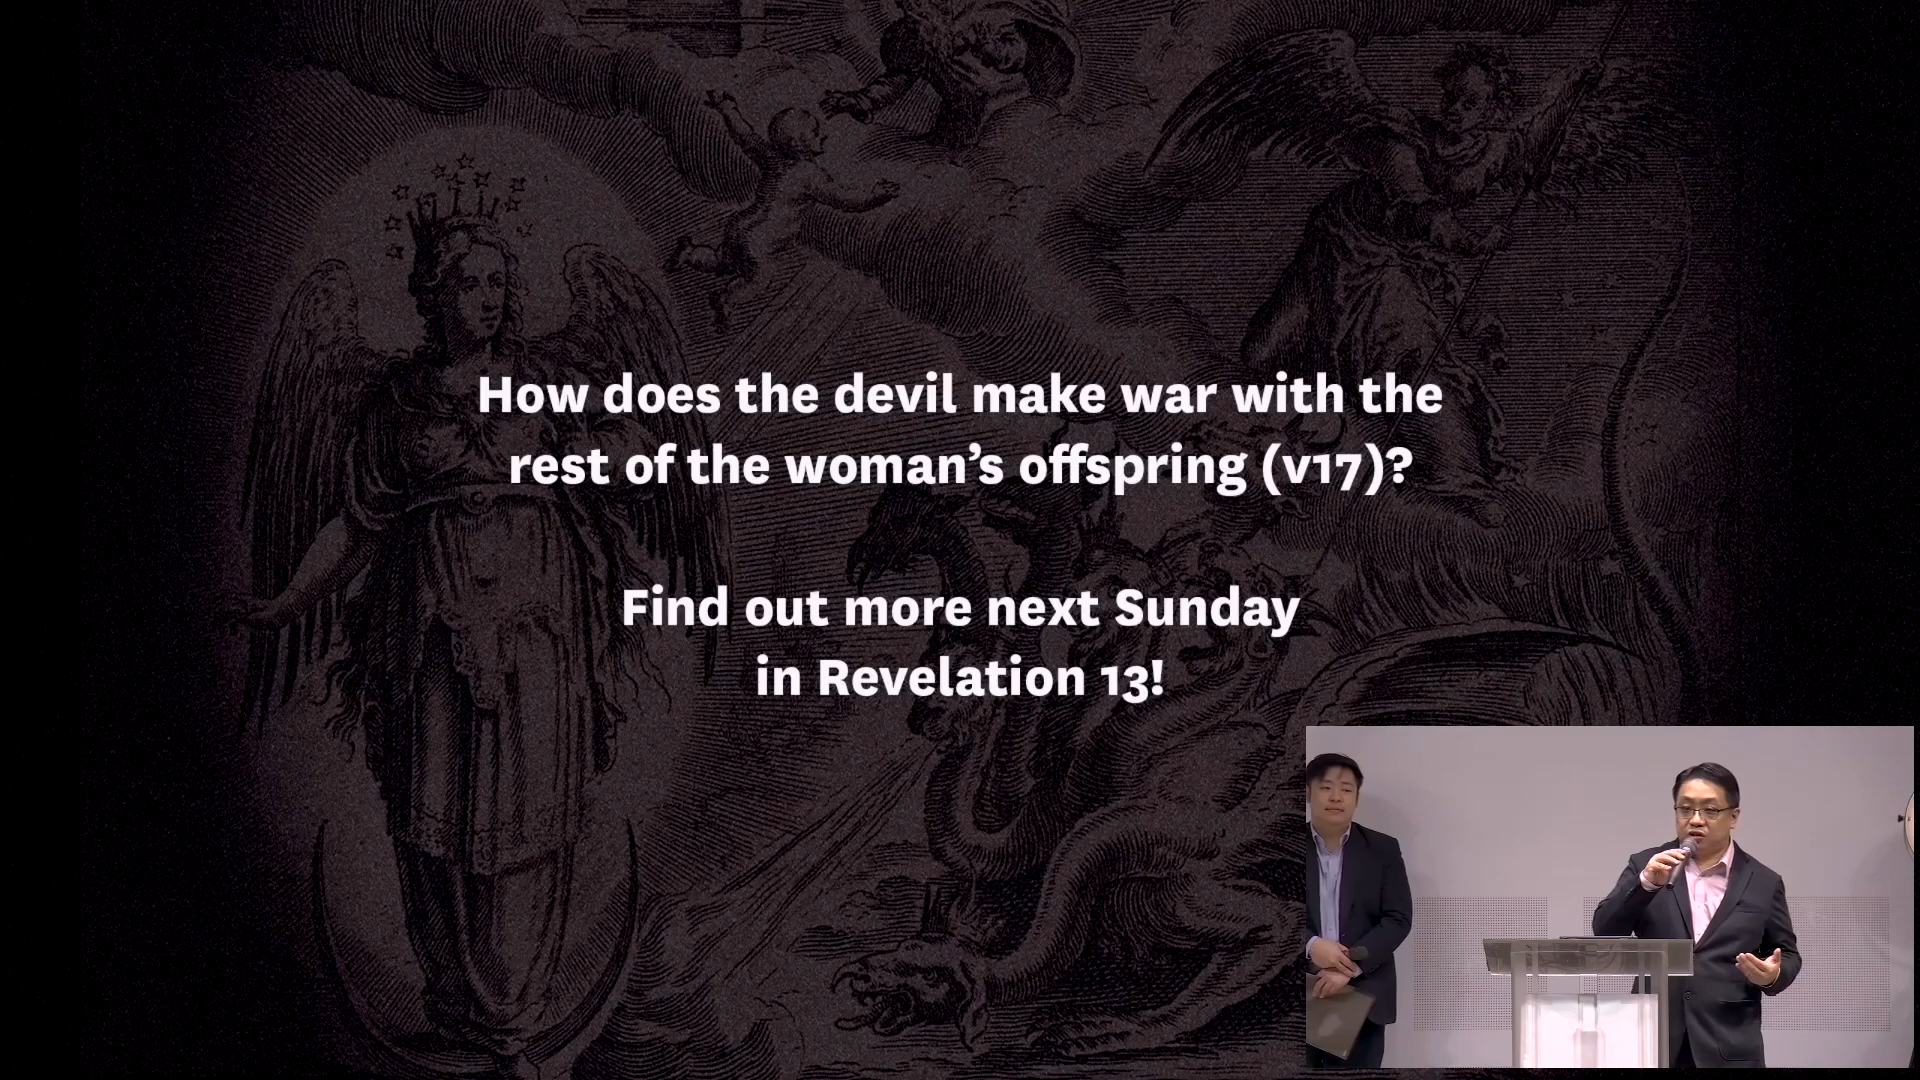 How does the devil make war with the
rest of the woman’s offspring (v17)?
Find out more next Sunday
in Revelation 13!